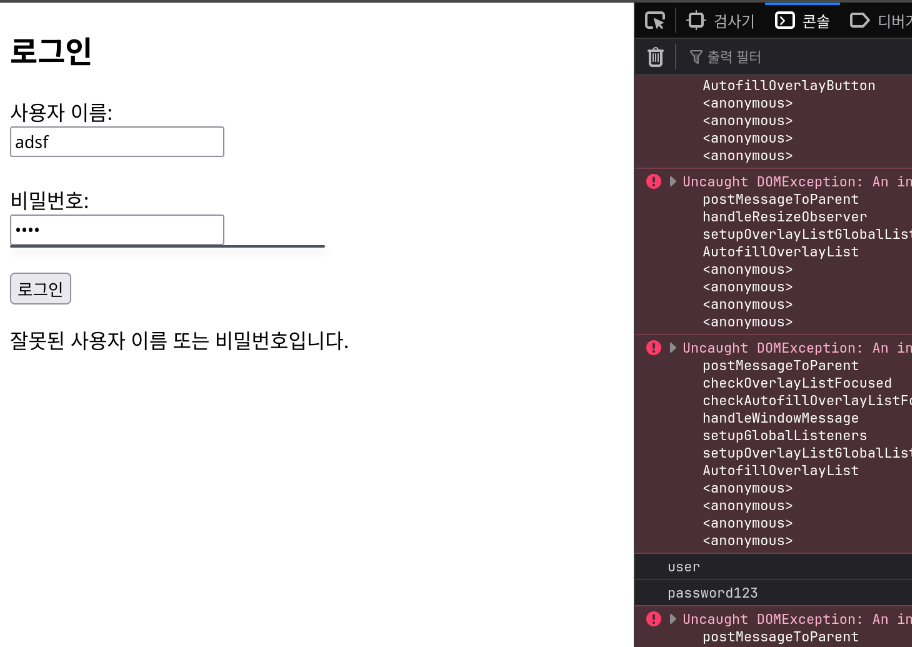 로그인
사용자 이름:
adsf
비밀번호:
••••
로그인
잘못된 사용자 이름 또는 비밀번호입니다.
검사기 콘솔 디버거
출력 필터
AutofillOverlayButton
<anonymous>
<anonymous>
<anonymous>
<anonymous>
Uncaught DOMException: An in
postMessageToParent
handleResizeObserver
setupOverlayListGlobalList
AutofillOverlayList
<anonymous>
<anonymous>
<anonymous>
<anonymous>
Uncaught DOMException: An in
postMessageToParent
checkOverlayListFocused
checkAutofillOverlayListFo
handleWindowMessage
setupGlobalListeners
setupOverlayListGlobalList
AutofillOverlayList
<anonymous>
<anonymous>
<anonymous>
<anonymous>
user
password123
Uncaught DOMException: An in
postMessageToParent